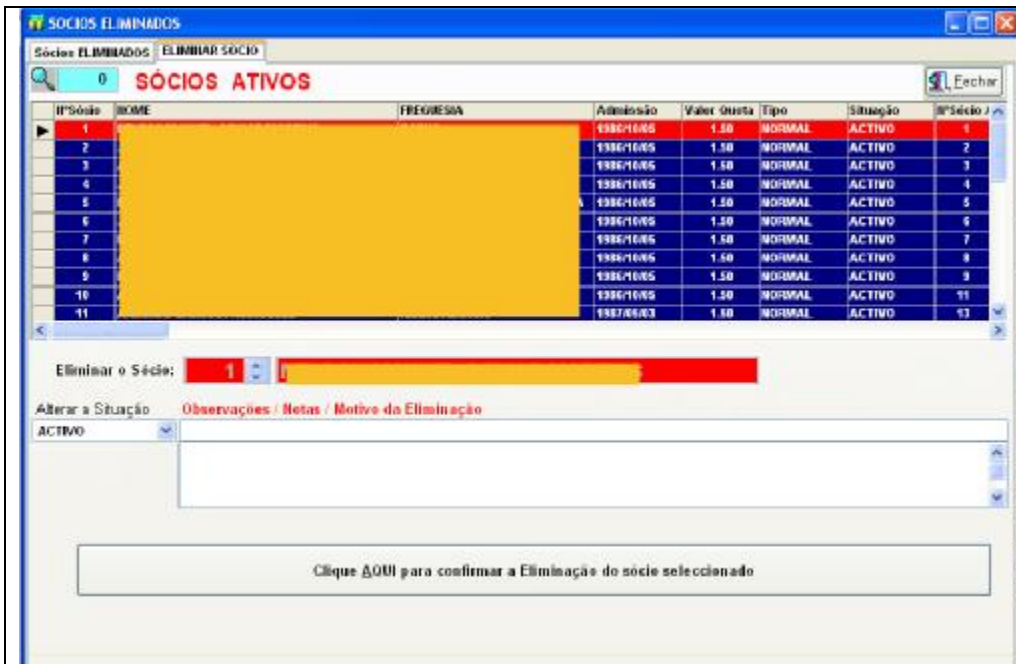 SOCIOS ELIMINADOS
Sócios ELIMINADOS ELIMINAR SÓCIO
0 SÓCIOS ATIVOS Fechar
NºSócio NOME FREGUESIA Admissão Valor Quota Tipo Situação NºSócio
1 1986/10/05 1.50 NORMAL ACTIVO 1
2 1986/10/05 1.50 NORMAL ACTIVO 2
3 1986/10/05 1.50 NORMAL ACTIVO 3
4 1986/10/05 1.50 NORMAL ACTIVO 4
5 A 1986/10/05 1.50 NORMAL ACTIVO 5
6 1986/10/05 1.50 NORMAL ACTIVO 6
7 1986/10/05 1.50 NORMAL ACTIVO 7
8 1986/10/05 1.50 NORMAL ACTIVO 8
9 1986/10/05 1.50 NORMAL ACTIVO 9
10 1986/10/05 1.50 NORMAL ACTIVO 11
11 1987/06/03 1.50 NORMAL ACTIVO 13
Eliminar o Sócio: 1
Alterar a Situação Observações / Notas / Motivo da Eliminação
ACTIVO
Clique AQUI para confirmar a Eliminação do sócio seleccionado